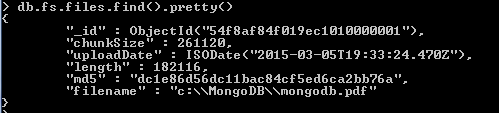 > db.fs.files.find().pretty()
{
"_id" : ObjectId("54f8af84f019ec1010000001"),
"chunkSize" : 261120,
"uploadDate" : ISODate("2015-03-05T19:33:24.470Z"),
"length" : 182116,
"md5" : "dc1e86d56dc11bac84cf5ed6ca2bb76a",
"filename" : "c:\\MongoDB\\mongodb.pdf"
}